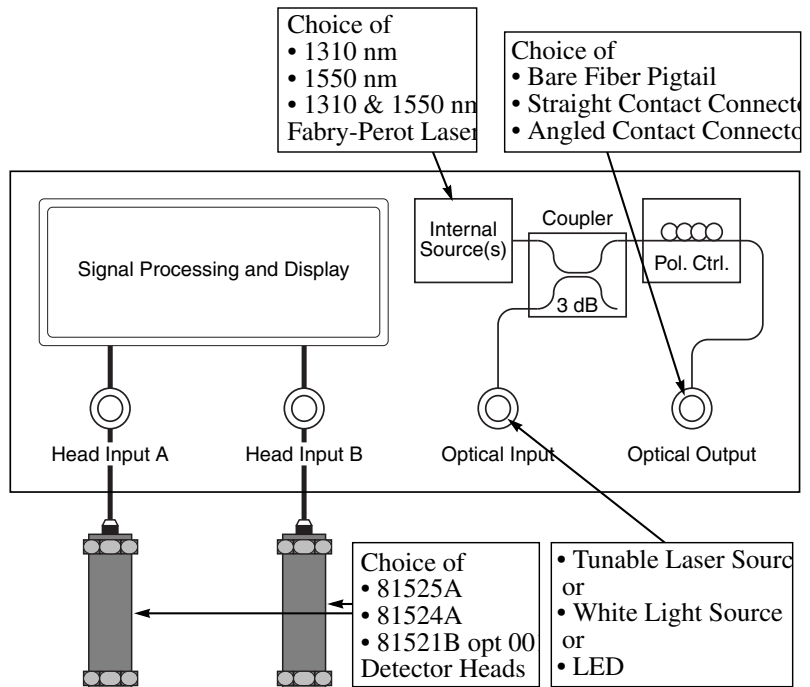 Choice of
• 1310 nm
• 1550 nm
• 1310 & 1550 nm
Fabry-Perot Laser
Choice of
• Bare Fiber Pigtail
• Straight Contact Connecto
• Angled Contact Connecto
Signal Processing and Display
Internal
Source(s)
Coupler
3 dB
Pol. Ctrl.
Head Input A
Head Input B
Optical Input
Optical Output
Choice of
• 81525A
• 81524A
• 81521B opt 00
Detector Heads
• Tunable Laser Sourc
or
• White Light Source
or
• LED